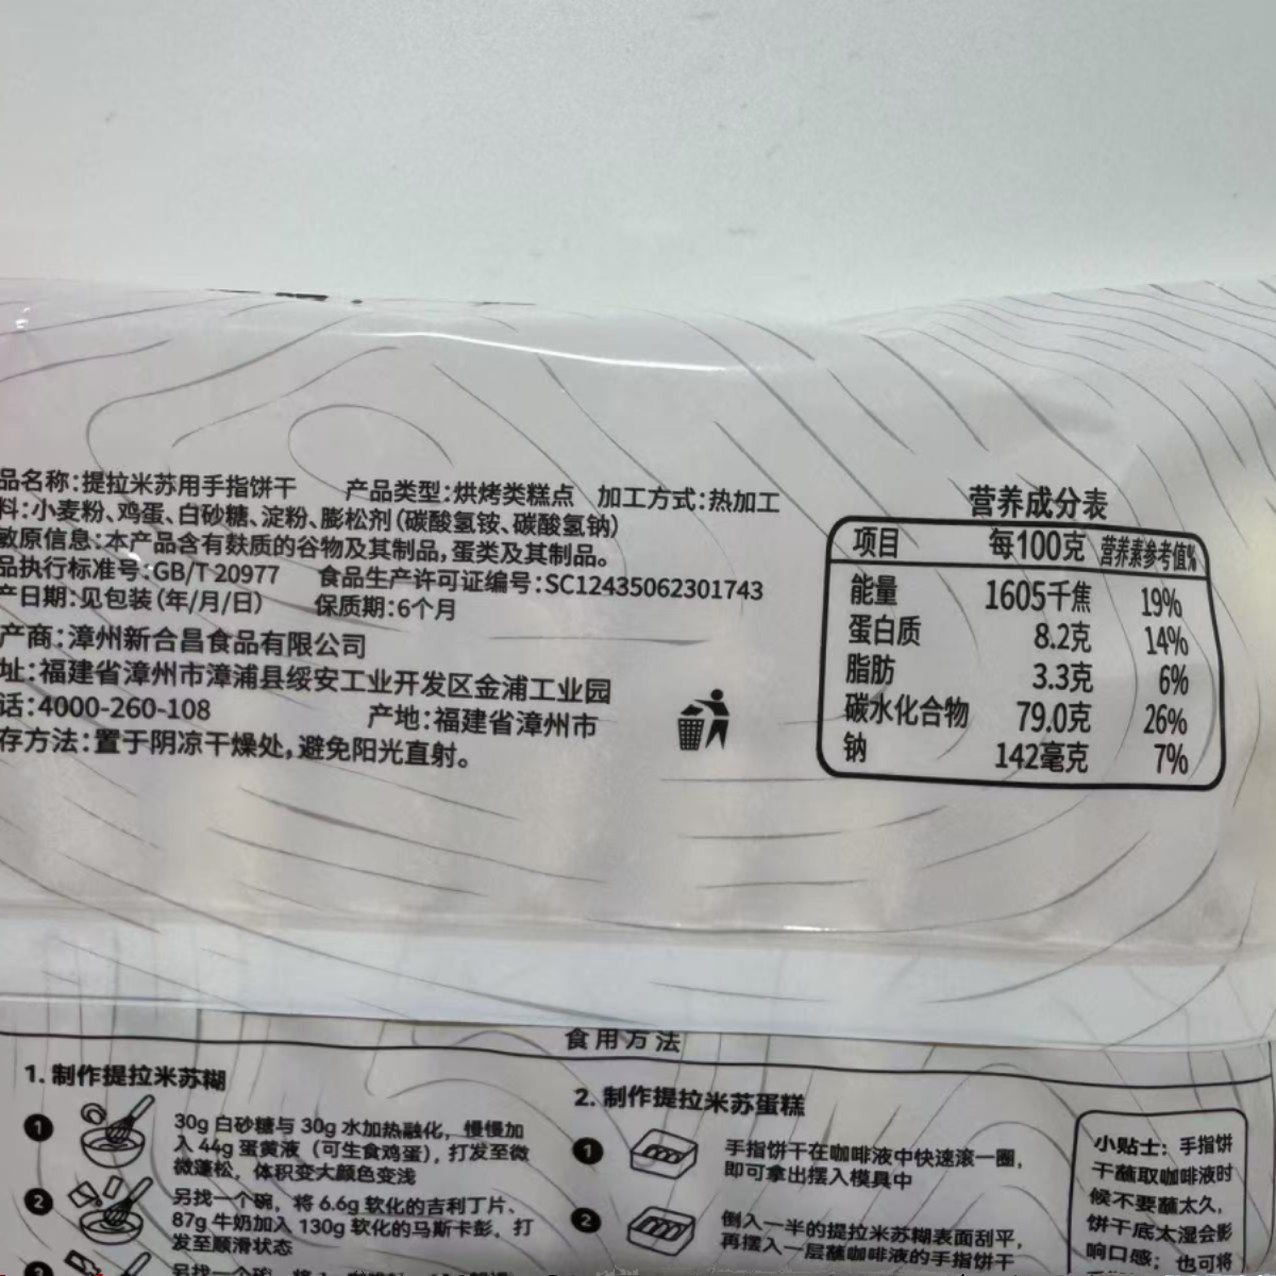 品名称:提拉米苏用手指饼干 产品类型:烘烤类糕点 加工方式:热加工
料:小麦粉、鸡蛋、白砂糖、淀粉、膨松剂(碳酸氢铵、碳酸氢钠)
敏原信息:本产品含有麸质的谷物及其制品,蛋类及其制品。
品执行标准号:GB/T 20977 食品生产许可证编号:SC12435062301743
产日期:见包装(年/月/日) 保质期:6个月
产商:漳州新合昌食品有限公司
址:福建省漳州市漳浦县绥安工业开发区金浦工业园
话:4000-260-108 产地:福建省漳州市
存方法:置于阴凉干燥处,避免阳光直射。
营养成分表
项目 每100克 营养素参考值%
能量 1605千焦 19%
蛋白质 8.2克 14%
脂肪 3.3克 6%
碳水化合物 79.0克 26%
钠 142毫克 7%
食用方法
1. 制作提拉米苏糊
1 30g 白砂糖与 30g 水加热融化，慢慢加
入 44g 蛋黄液（可生食鸡蛋），打发至微
微蓬松，体积变大颜色变浅
2 另找一个碗，将 6.6g 软化的吉利丁片、
87g 牛奶加入 130g 软化的马斯卡彭，打
发至顺滑状态
3 另找一个碗
2. 制作提拉米苏蛋糕
1 手指饼干在咖啡液中快速滚一圈，
即可拿出摆入模具中
2 倒入一半的提拉米苏糊表面刮平，
再摆入一层蘸咖啡液的手指饼干
小贴士：手指饼
干蘸取咖啡液时
候不要蘸太久，
饼干底太湿会影
响口感；也可将